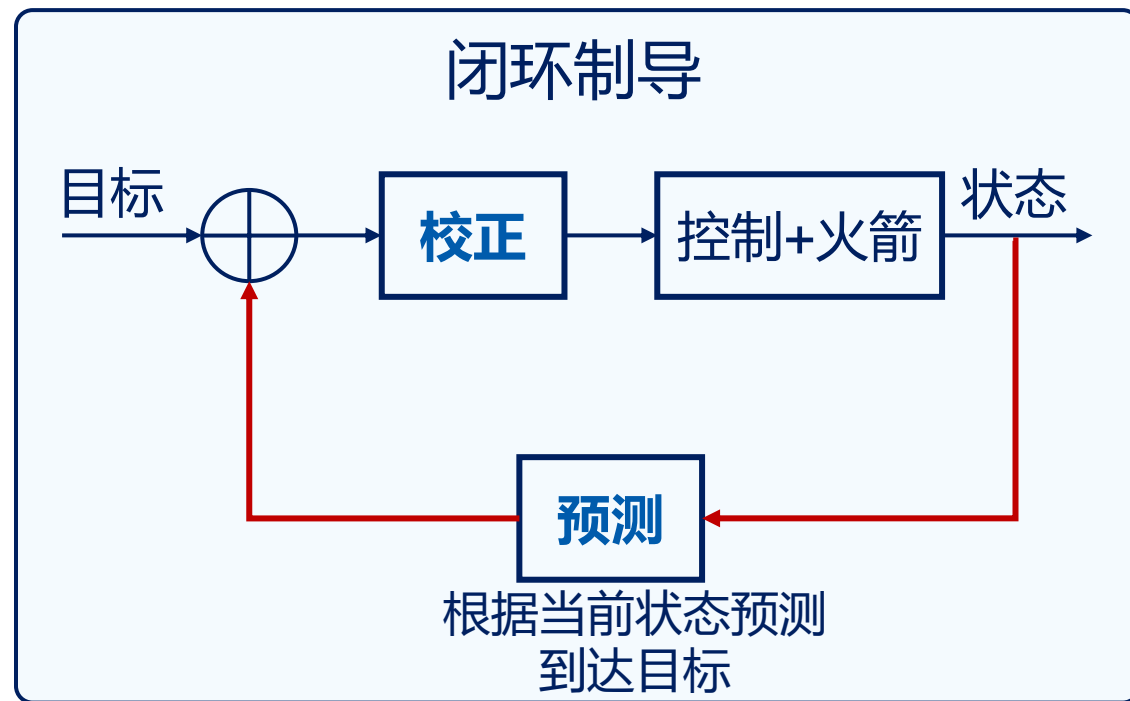 闭环制导
目标
校正
控制+火箭
状态
预测
根据当前状态预测
到达目标